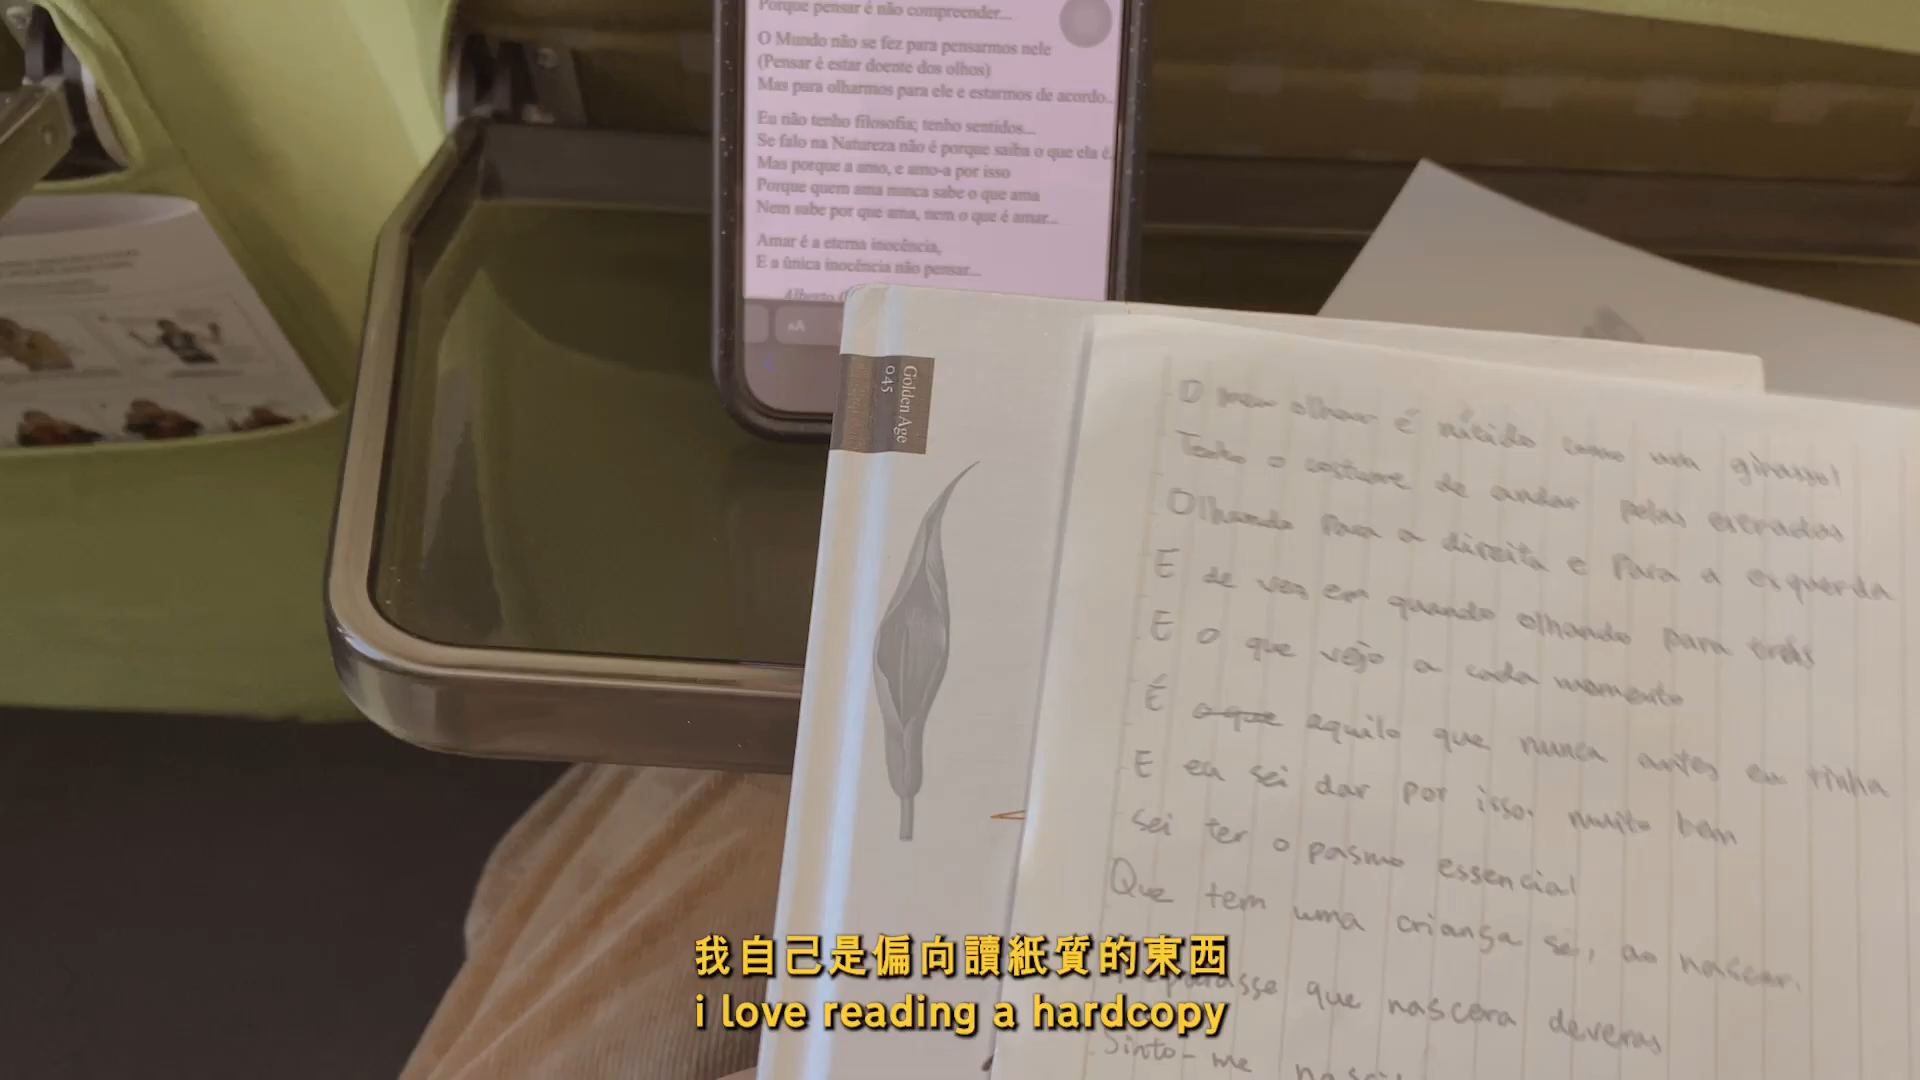 Porque pensar é não compreender...
O Mundo não se fez para pensarmos nele
(Pensar é estar doente dos olhos)
Mas para olharmos para ele e estarmos de acordo..
Eu não tenho filosofia; tenho sentidos...
Se falo na Natureza não é porque saiba o que ela é.
Mas porque a amo, e amo-a por isso
Porque quem ama nunca sabe o que ama
Nem sabe por que ama, nem o que é amar...
Amar é a eterna inocência,
E a única inocência não pensar...
Alberto
AA
Golden Age
045
O meu olhar é nítido como um girassol
Tenho o costume de andar pelas estradas
Olhando para a direita e para a esquerda
E de vez em quando olhando para trás
E o que vejo a cada momento
É o que aquilo que nunca antes eu tinha
E eu sei dar por isso muito bem
Sei ter o pasmo essencial
Que tem uma criança se, ao nascer,
que nascera deveras
Sinto-me
我自己是偏向讀紙質的東西
i love reading a hardcopy